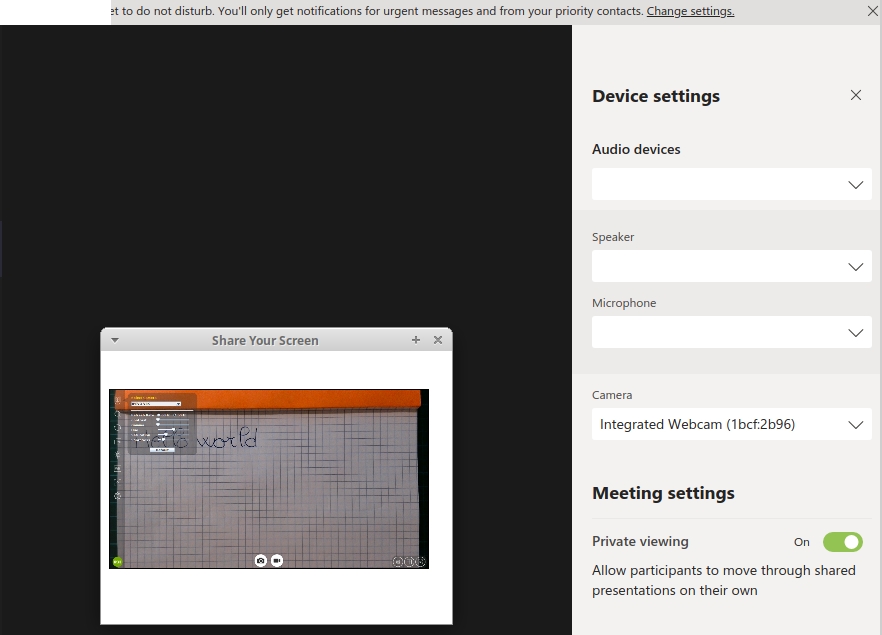 et to do not disturb. You'll only get notifications for urgent messages and from your priority contacts. Change settings.
Device settings
Audio devices
Speaker
Microphone
Camera
Integrated Webcam (1bcf:2b96)
Meeting settings
Private viewing On
Allow participants to move through shared
presentations on their own
Share Your Screen
Hello world